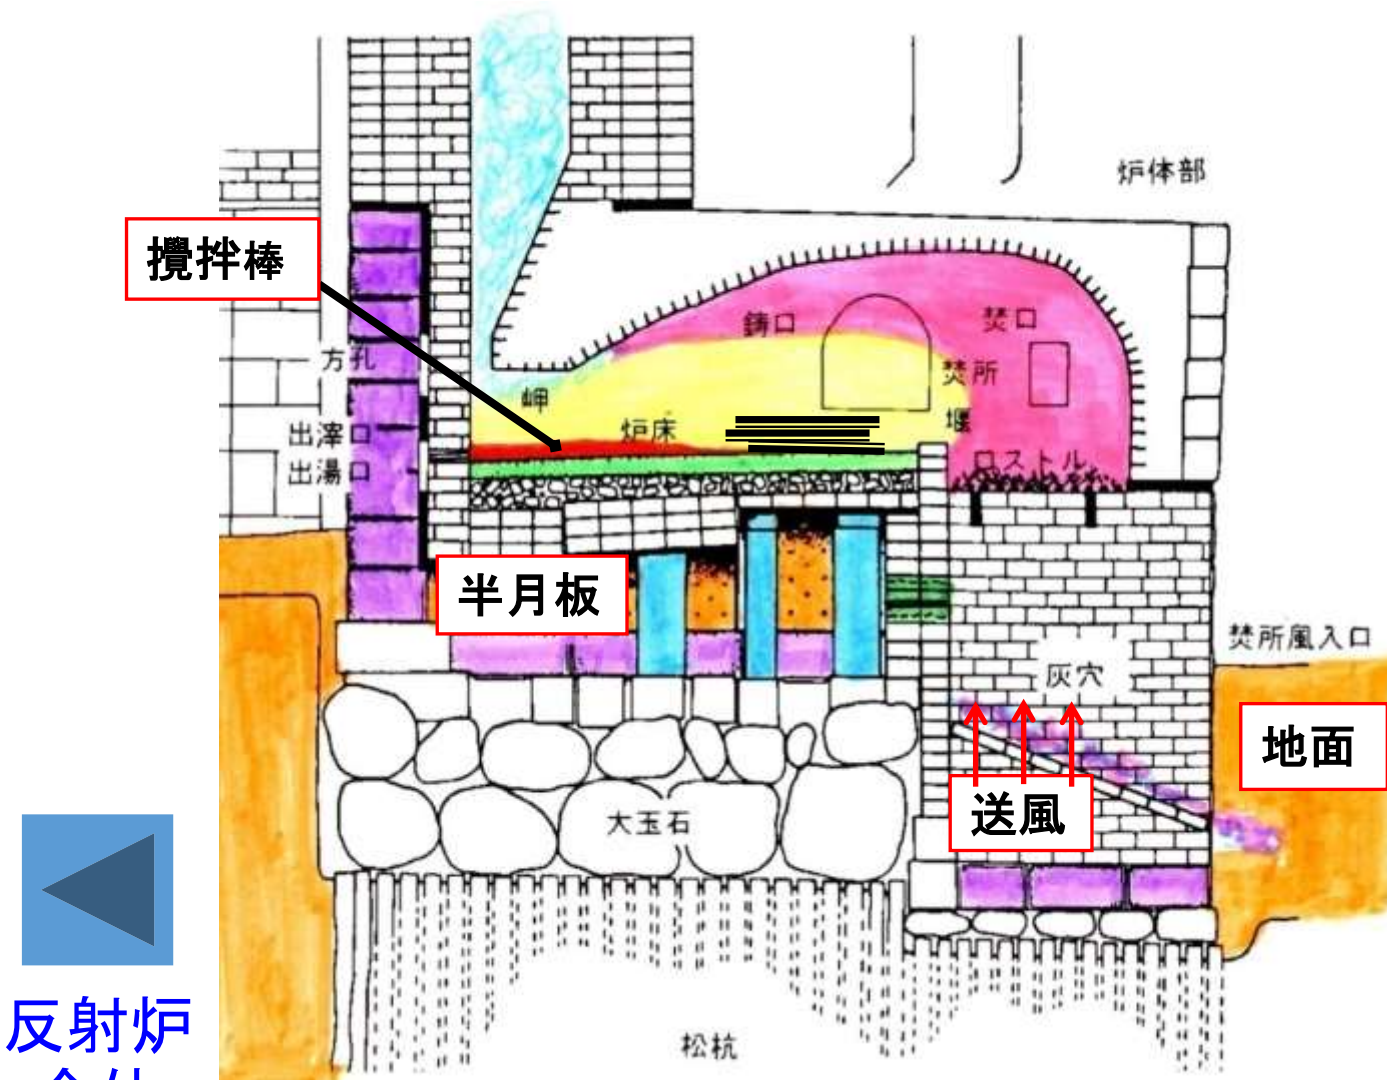 炉体部
攪拌棒
鋳口
焚口
方孔
焚所
岬
堰
炉床
出滓口
ロストル
出湯口
半月板
焚所風入口
灰穴
地面
送風
大玉石
反射炉
松杭